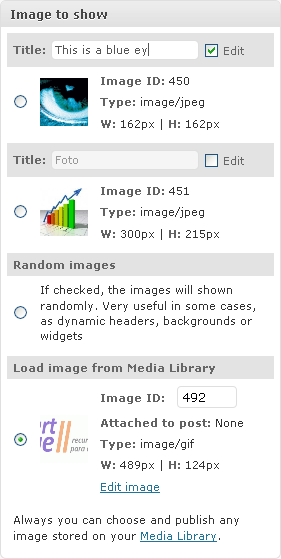 Image to show
Title: This is a blue ey Edit
Image ID: 450
Type: image/jpeg
W: 162px | H: 162px
Title: Foto Edit
Image ID: 451
Type: image/jpeg
W: 300px | H: 215px
Random images
If checked, the images will shown
randomly. Very useful in some cases,
as dynamic headers, backgrounds or
widgets
Load image from Media Library
Image ID: 492
Attached to post: None
Type: image/gif
W: 489px | H: 124px
Edit image
art
ll
recur
para
Always you can choose and publish any
image stored on your Media Library.